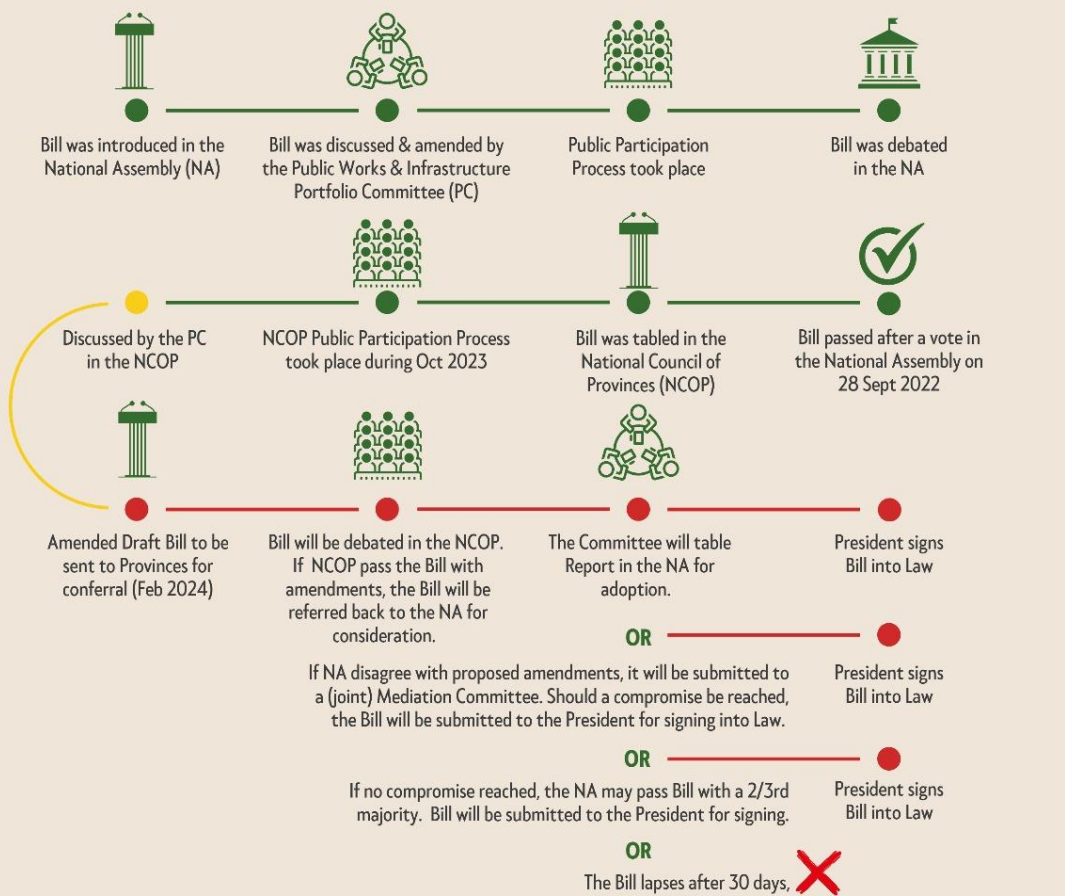 Bill was introduced in the
National Assembly (NA)
Bill was discussed & amended by
the Public Works & Infrastructure
Portfolio Committee (PC)
Public Participation
Process took place
Bill was debated
in the NA
Discussed by the PC
in the NCOP
NCOP Public Participation Process
took place during Oct 2023
Bill was tabled in the
National Council of
Provinces (NCOP)
Bill passed after a vote in
the National Assembly on
28 Sept 2022
Amended Draft Bill to be
sent to Provinces for
conferral (Feb 2024)
Bill will be debated in the NCOP.
If NCOP pass the Bill with
amendments, the Bill will be
referred back to the NA for
consideration.
The Committee will table
Report in the NA for
adoption.
President signs
Bill into Law
OR
If NA disagree with proposed amendments, it will be submitted to
a (joint) Mediation Committee. Should a compromise be reached,
the Bill will be submitted to the President for signing into Law.
President signs
Bill into Law
OR
If no compromise reached, the NA may pass Bill with a 2/3rd
majority. Bill will be submitted to the President for signing.
President signs
Bill into Law
OR
The Bill lapses after 30 days,